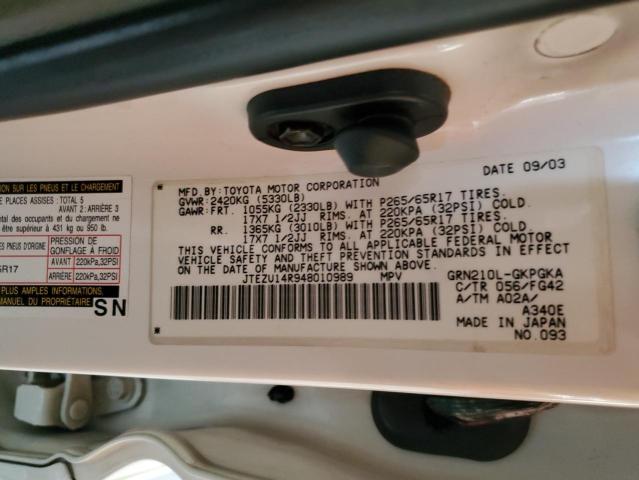 SUR LES PNEUS ET LE CHARGEMENT
PLACES ASSISES : TOTAL 5
AVANT 2 : ARRIÈRE 3
total des occupants et du chargement ne
être supérieur à 431 kg ou 950 lb.
PNEUS D'ORIGINE
PRESSION DE GONFLAGE À FROID
5R17
AVANT 220kPa,32PSI
ARRIÈRE 220kPa,32PSI
MANUEL DU PROPRIÉTAIRE
SN
DATE 09/03
MFD.BY:TOYOTA MOTOR CORPORATION
GVWR:2420KG (5330LB)
GAWR:FRT. 1055KG (2330LB) WITH P265/65R17 TIRES.
17X7 1/2JJ RIMS. AT 220KPA (32PSI) COLD.
RR. 1365KG (3010LB) WITH P265/65R17 TIRES.
17X7 1/2JJ RIMS. AT 220KPA (32PSI) COLD.
THIS VEHICLE CONFORMS TO ALL APPLICABLE FEDERAL MOTOR
VEHICLE SAFETY AND THEFT PREVENTION STANDARDS IN EFFECT
ON THE DATE OF MANUFACTURE SHOWN ABOVE.
JTEZU14R948010989 MPV
GRN210L-GKPGKA
C/TR 056/FG42
A/TM A02A/
A340E
MADE IN JAPAN
NO.093